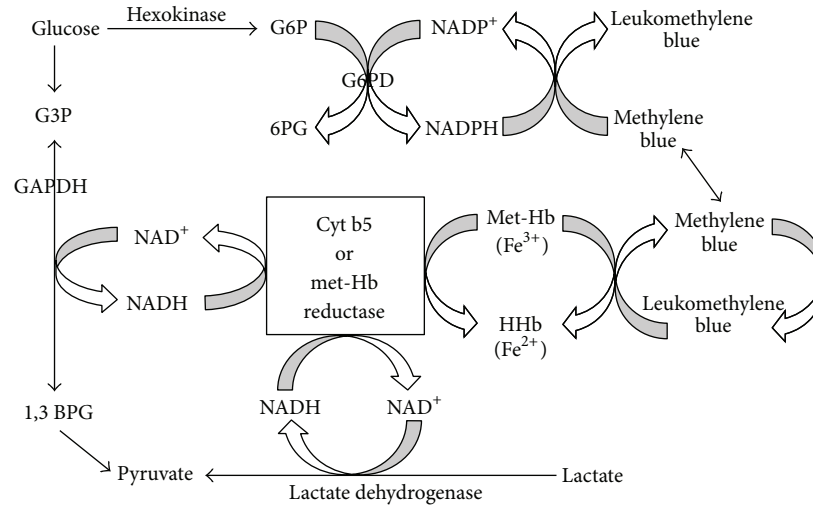 Hexokinase
Glucose
G6P
NADP⁺
Leukomethylene
blue
G6PD
G3P
6PG
NADPH
Methylene
blue
GAPDH
NAD⁺
NADH
Cyt b5
or
met-Hb
reductase
Met-Hb
(Fe³⁺)
HHb
(Fe²⁺)
Methylene
blue
Leukomethylene
blue
NADH
NAD⁺
1,3 BPG
Pyruvate
Lactate
Lactate dehydrogenase